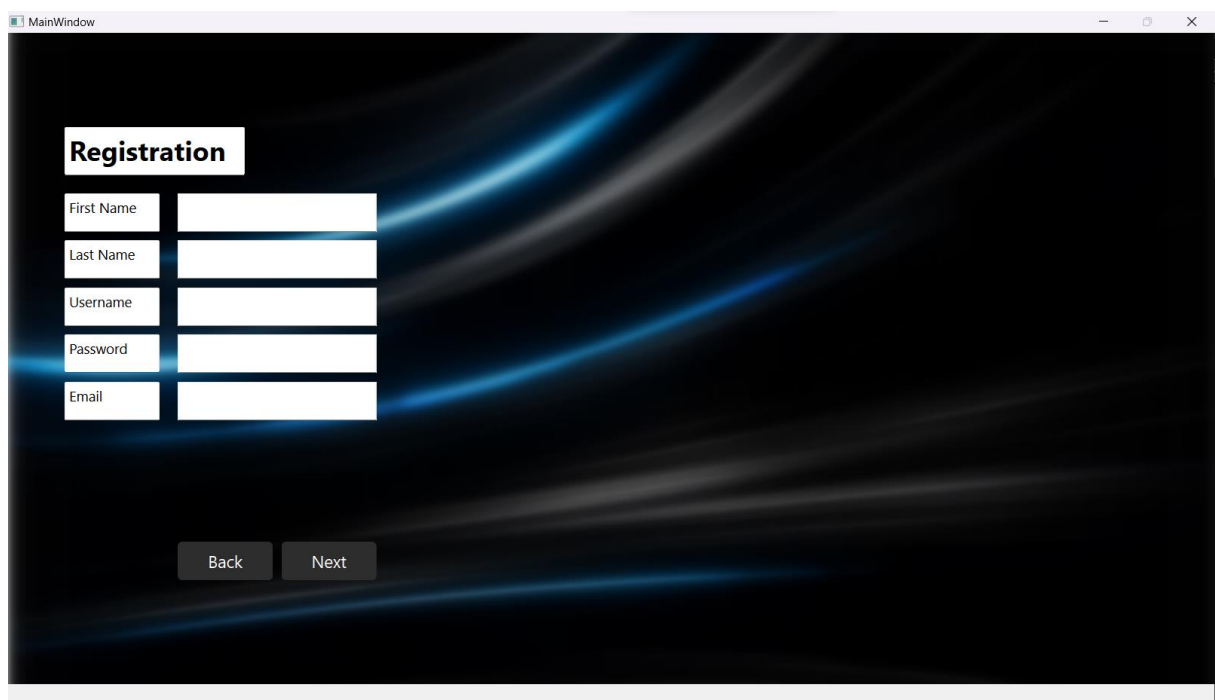 MainWindow
Registration
First Name
Last Name
Username
Password
Email
Back Next